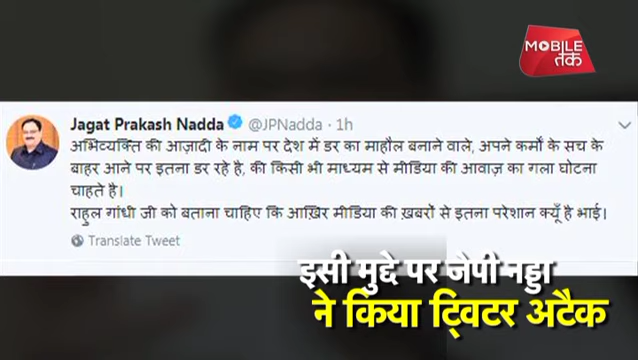 MOBILE
तक
Jagat Prakash Nadda @JPNadda · 1h
अभिव्यक्ति की आज़ादी के नाम पर देश में डर का माहौल बनाने वाले, अपने कर्मों के सच के
बाहर आने पर इतना डर रहे है, की किसी भी माध्यम से मीडिया की आवाज़ का गला घोटना
चाहते है।
राहुल गांधी जी को बताना चाहिए कि आख़िर मीडिया की ख़बरों से इतना परेशान क्यूँ है भाई।
Translate Tweet
इसी मुद्दे पर जेपी नड्डा
ने किया ट्विटर अटैक